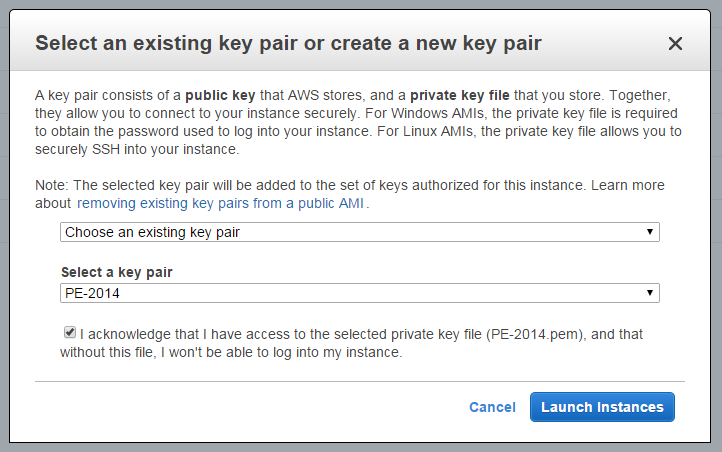 Select an existing key pair or create a new key pair
A key pair consists of a public key that AWS stores, and a private key file that you store. Together,
they allow you to connect to your instance securely. For Windows AMIs, the private key file is required
to obtain the password used to log into your instance. For Linux AMIs, the private key file allows you to
securely SSH into your instance.
Note: The selected key pair will be added to the set of keys authorized for this instance. Learn more
about removing existing key pairs from a public AMI.
Choose an existing key pair
Select a key pair
PE-2014
I acknowledge that I have access to the selected private key file (PE-2014.pem), and that
without this file, I won't be able to log into my instance.
Cancel Launch Instances